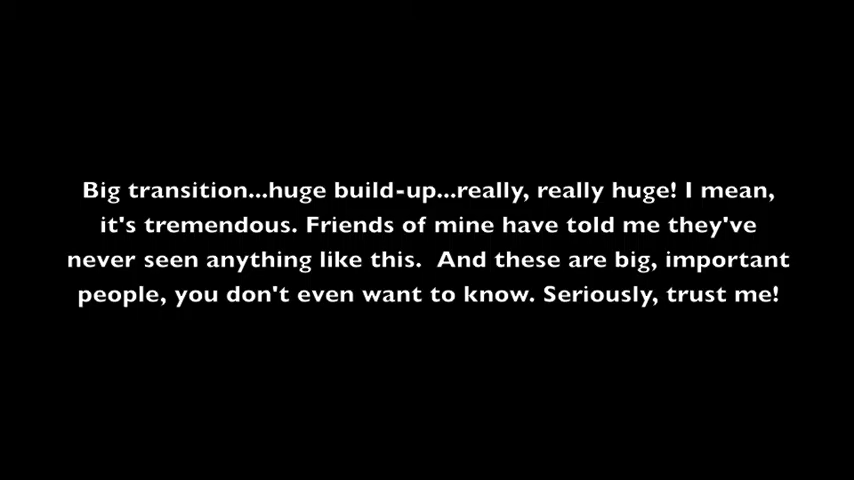 Big transition...huge build-up...really, really huge! I mean,
it's tremendous. Friends of mine have told me they've
never seen anything like this.  And these are big, important
people, you don't even want to know. Seriously, trust me!